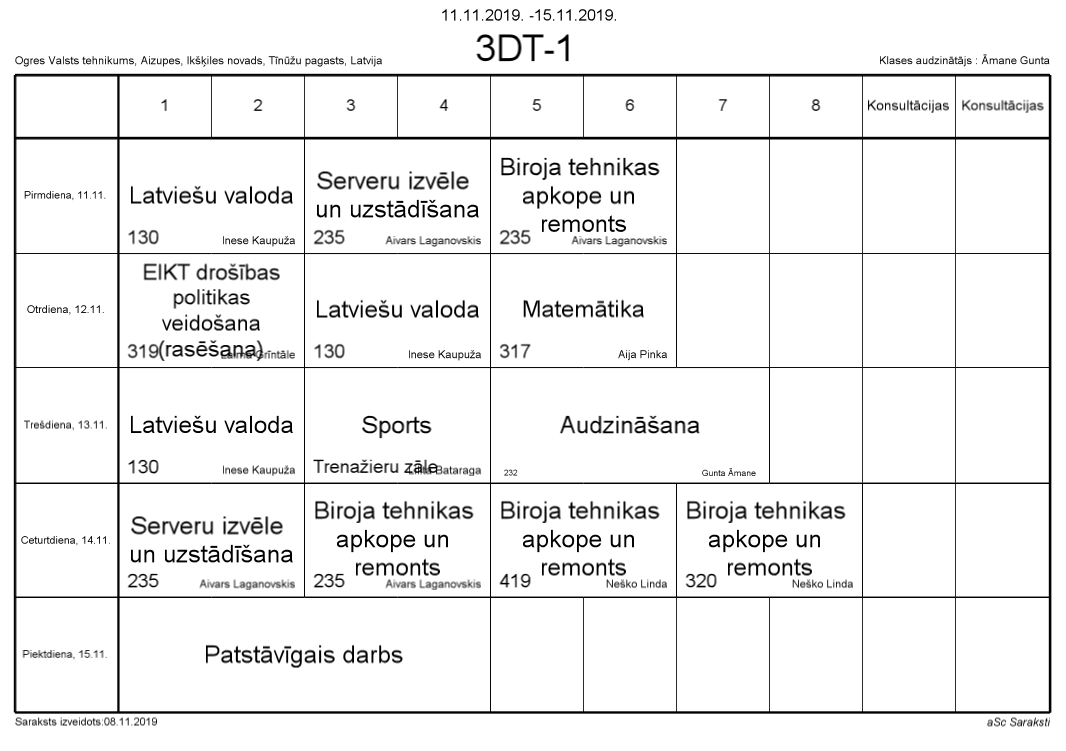 11.11.2019. -15.11.2019.
3DT-1
Ogres Valsts tehnikums, Aizupes, Ikšķiles novads, Tīnūžu pagasts, Latvija
Klases audzinātājs : Āmane Gunta
1 2 3 4 5 6 7 8 Konsultācijas Konsultācijas
Pirmdiena, 11.11.
Latviešu valoda
130 Inese Kaupuža
Serveru izvēle
un uzstādīšana
235 Aivars Laganovskis
Biroja tehnikas
apkope un
remonts
235 Aivars Laganovskis
Otrdiena, 12.11.
EIKT drošības
politikas
veidošana
(rasēšana)
319 Grīntāle
Latviešu valoda
130 Inese Kaupuža
Matemātika
317 Aija Pinka
Trešdiena, 13.11.
Latviešu valoda
130 Inese Kaupuža
Sports
Trenažieru zāle Bataraga
Audzināšana
232 Gunta Āmane
Ceturtdiena, 14.11.
Serveru izvēle
un uzstādīšana
235 Aivars Laganovskis
Biroja tehnikas
apkope un
remonts
235 Aivars Laganovskis
Biroja tehnikas
apkope un
remonts
419 Neško Linda
Biroja tehnikas
apkope un
remonts
320 Neško Linda
Piektdiena, 15.11.
Patstāvīgais darbs
Saraksts izveidots:08.11.2019
aSc Saraksti